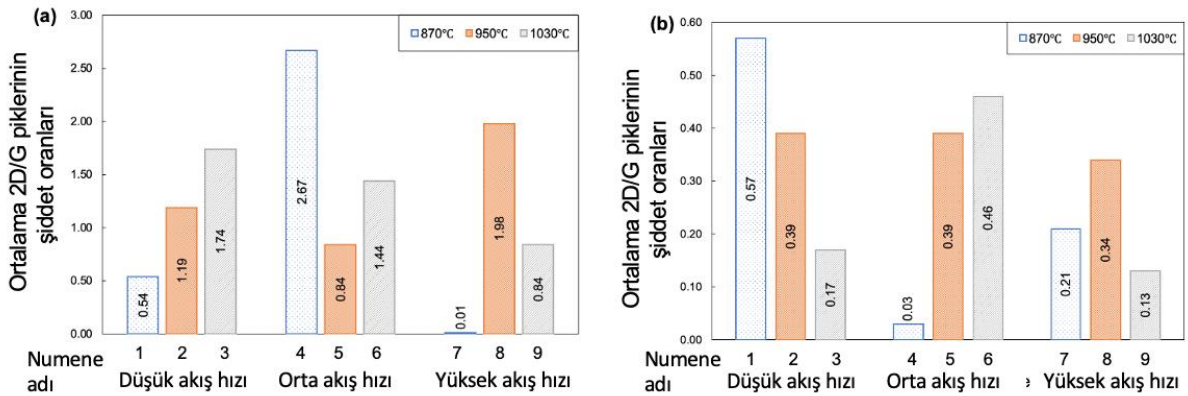 (a)
3.00
2.50
2.00
1.50
1.00
0.50
0.00
Ortalama 2D/G piklerinin
şiddet oranları
870℃ 950℃ 1030℃
0.54
1.19
1.74
2.67
0.84
1.44
0.01
1.98
0.84
Numene
adı
1 2 3 4 5 6 7 8 9
Düşük akış hızı Orta akış hızı Yüksek akış hızı
(b)
0.60
0.50
0.40
0.30
0.20
0.10
0.00
Ortalama 2D/G piklerinin
şiddet oranları
870℃ 950℃ 1030℃
0.57
0.39
0.17
0.03
0.39
0.46
0.21
0.34
0.13
Numene
adı
1 2 3 4 5 6 7 8 9
Düşük akış hızı Orta akış hızı Yüksek akış hızı